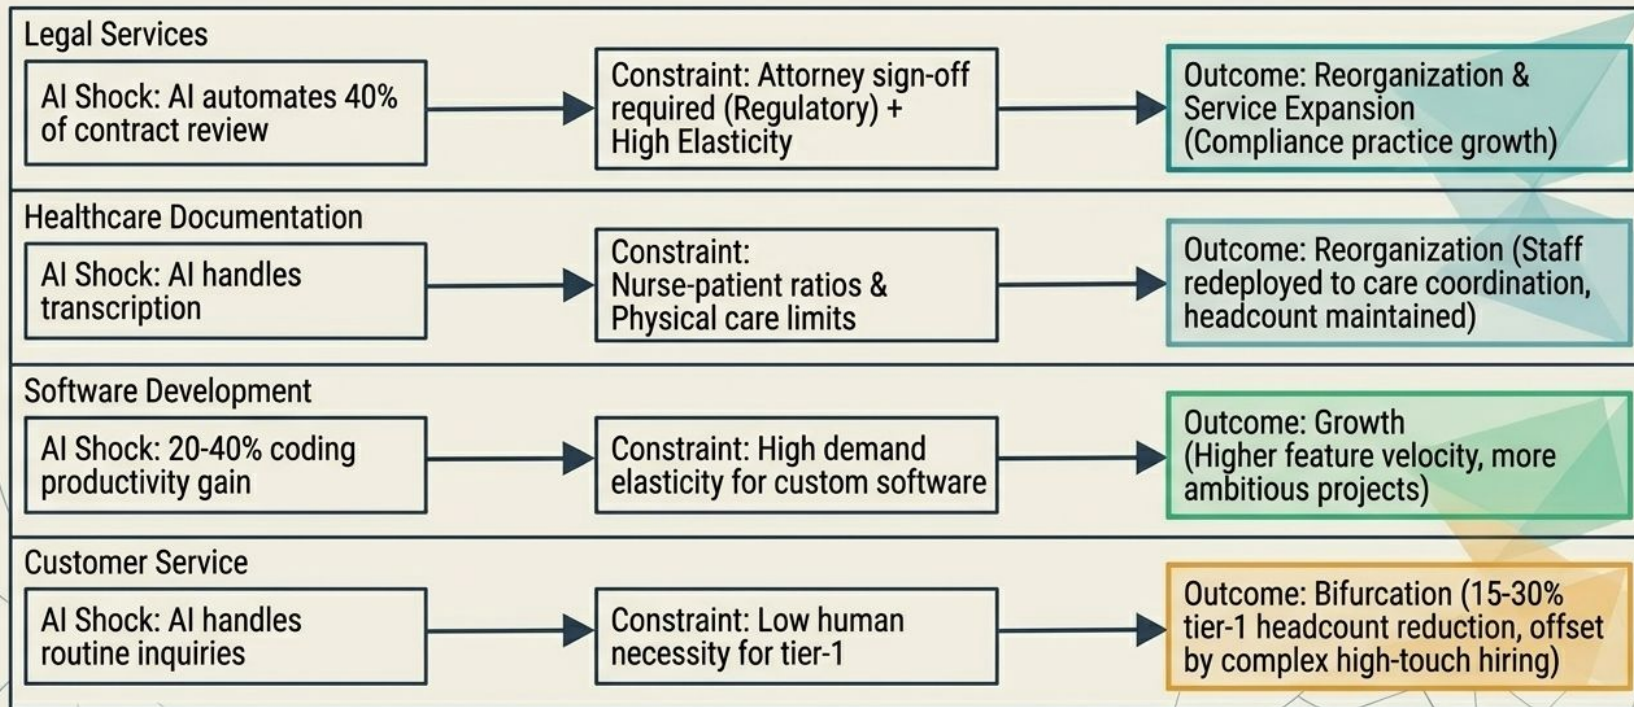 Legal Services
AI Shock: AI automates 40%
of contract review
Constraint: Attorney sign-off
required (Regulatory) +
High Elasticity
Outcome: Reorganization &
Service Expansion
(Compliance practice growth)
Healthcare Documentation
AI Shock: AI handles
transcription
Constraint:
Nurse-patient ratios &
Physical care limits
Outcome: Reorganization (Staff
redeployed to care coordination,
headcount maintained)
Software Development
AI Shock: 20-40% coding
productivity gain
Constraint: High demand
elasticity for custom software
Outcome: Growth
(Higher feature velocity, more
ambitious projects)
Customer Service
AI Shock: AI handles
routine inquiries
Constraint: Low human
necessity for tier-1
Outcome: Bifurcation (15-30%
tier-1 headcount reduction, offset
by complex high-touch hiring)